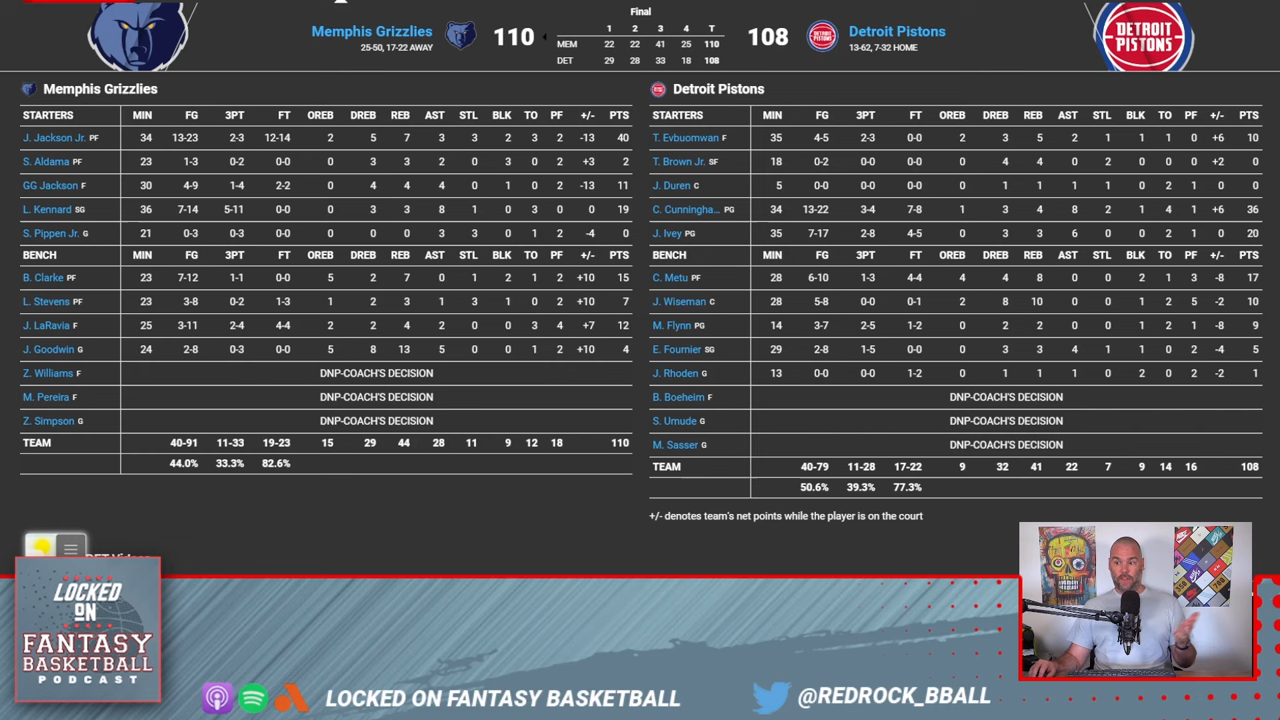 Final
Memphis Grizzlies
25-50, 17-22 AWAY
110
1 2 3 4 T
MEM 22 22 41 25 110
DET 29 28 33 18 108
108
Detroit Pistons
13-62, 7-32 HOME
DETROIT
PISTONS
Memphis Grizzlies
STARTERS MIN FG 3PT FT OREB DREB REB AST STL BLK TO PF +/- PTS
J. Jackson Jr. PF 34 13-23 2-3 12-14 2 5 7 3 3 2 3 2 -13 40
S. Aldama PF 23 1-3 0-2 0-0 0 3 3 2 0 3 0 2 +3 2
GG Jackson F 30 4-9 1-4 2-2 0 4 4 4 0 1 0 2 -13 11
L. Kennard SG 36 7-14 5-11 0-0 0 3 3 8 1 0 3 0 0 19
S. Pippen Jr. G 21 0-3 0-3 0-0 0 0 0 3 3 0 1 2 -4 0
BENCH MIN FG 3PT FT OREB DREB REB AST STL BLK TO PF +/- PTS
B. Clarke PF 23 7-12 1-1 0-0 5 2 7 0 1 2 1 2 +10 15
L. Stevens PF 23 3-8 0-2 1-3 1 2 3 1 3 1 0 2 +10 7
J. LaRavia F 25 3-11 2-4 4-4 2 2 4 2 0 0 3 4 +7 12
J. Goodwin G 24 2-8 0-3 0-0 5 8 13 5 0 0 1 2 +10 4
Z. Williams F DNP-COACH'S DECISION
M. Pereira F DNP-COACH'S DECISION
Z. Simpson G DNP-COACH'S DECISION
TEAM 40-91 11-33 19-23 15 29 44 28 11 9 12 18 110
44.0% 33.3% 82.6%
Detroit Pistons
STARTERS MIN FG 3PT FT OREB DREB REB AST STL BLK TO PF +/- PTS
T. Evbuomwan F 35 4-5 2-3 0-0 2 3 5 2 1 1 1 0 +6 10
T. Brown Jr. SF 18 0-2 0-0 0-0 0 4 4 0 2 0 0 0 +2 0
J. Duren C 5 0-0 0-0 0-0 0 1 1 1 1 0 2 1 0 0
C. Cunningha... PG 34 13-22 3-4 7-8 1 3 4 8 2 1 4 1 +6 36
J. Ivey PG 35 7-17 2-8 4-5 0 3 3 6 0 0 2 1 0 20
BENCH MIN FG 3PT FT OREB DREB REB AST STL BLK TO PF +/- PTS
C. Metu PF 28 6-10 1-3 4-4 4 4 8 0 0 2 1 3 -8 17
J. Wiseman C 28 5-8 0-0 0-1 2 8 10 0 0 1 2 5 -2 10
M. Flynn PG 14 3-7 2-5 1-2 0 2 2 0 0 1 2 1 -8 9
E. Fournier SG 29 2-8 1-5 0-0 0 3 3 4 1 1 0 2 -4 5
J. Rhoden G 13 0-0 0-0 1-2 0 1 1 1 0 2 0 2 -2 1
B. Boeheim F DNP-COACH'S DECISION
S. Umude G DNP-COACH'S DECISION
M. Sasser G DNP-COACH'S DECISION
TEAM 40-79 11-28 17-22 9 32 41 22 7 9 14 16 108
50.6% 39.3% 77.3%
+/- denotes team's net points while the player is on the court
LOCKED
ON
FANTASY
BASKETBALL
PODCAST
LOCKED ON FANTASY BASKETBALL
@REDROCK_BBALL